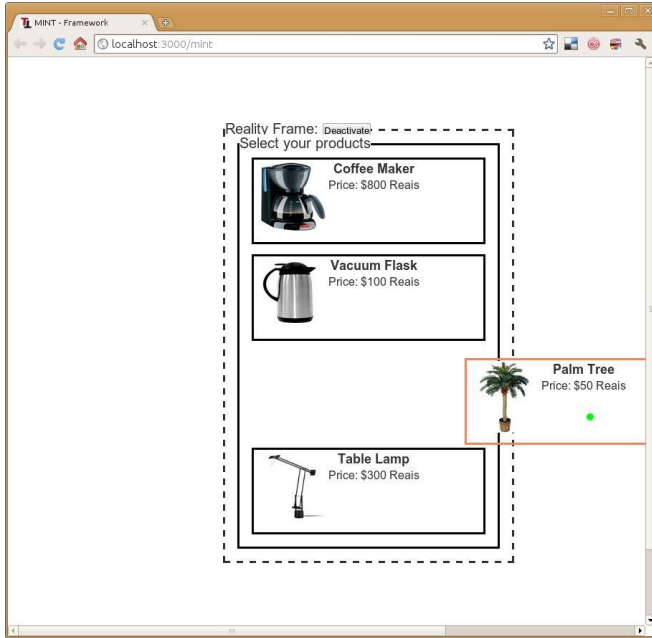 MINT - Framework
localhost:3000/mint
Reality Frame: Deactivate
Select your products
Coffee Maker
Price: $800 Reais
Vacuum Flask
Price: $100 Reais
Palm Tree
Price: $50 Reais
Table Lamp
Price: $300 Reais